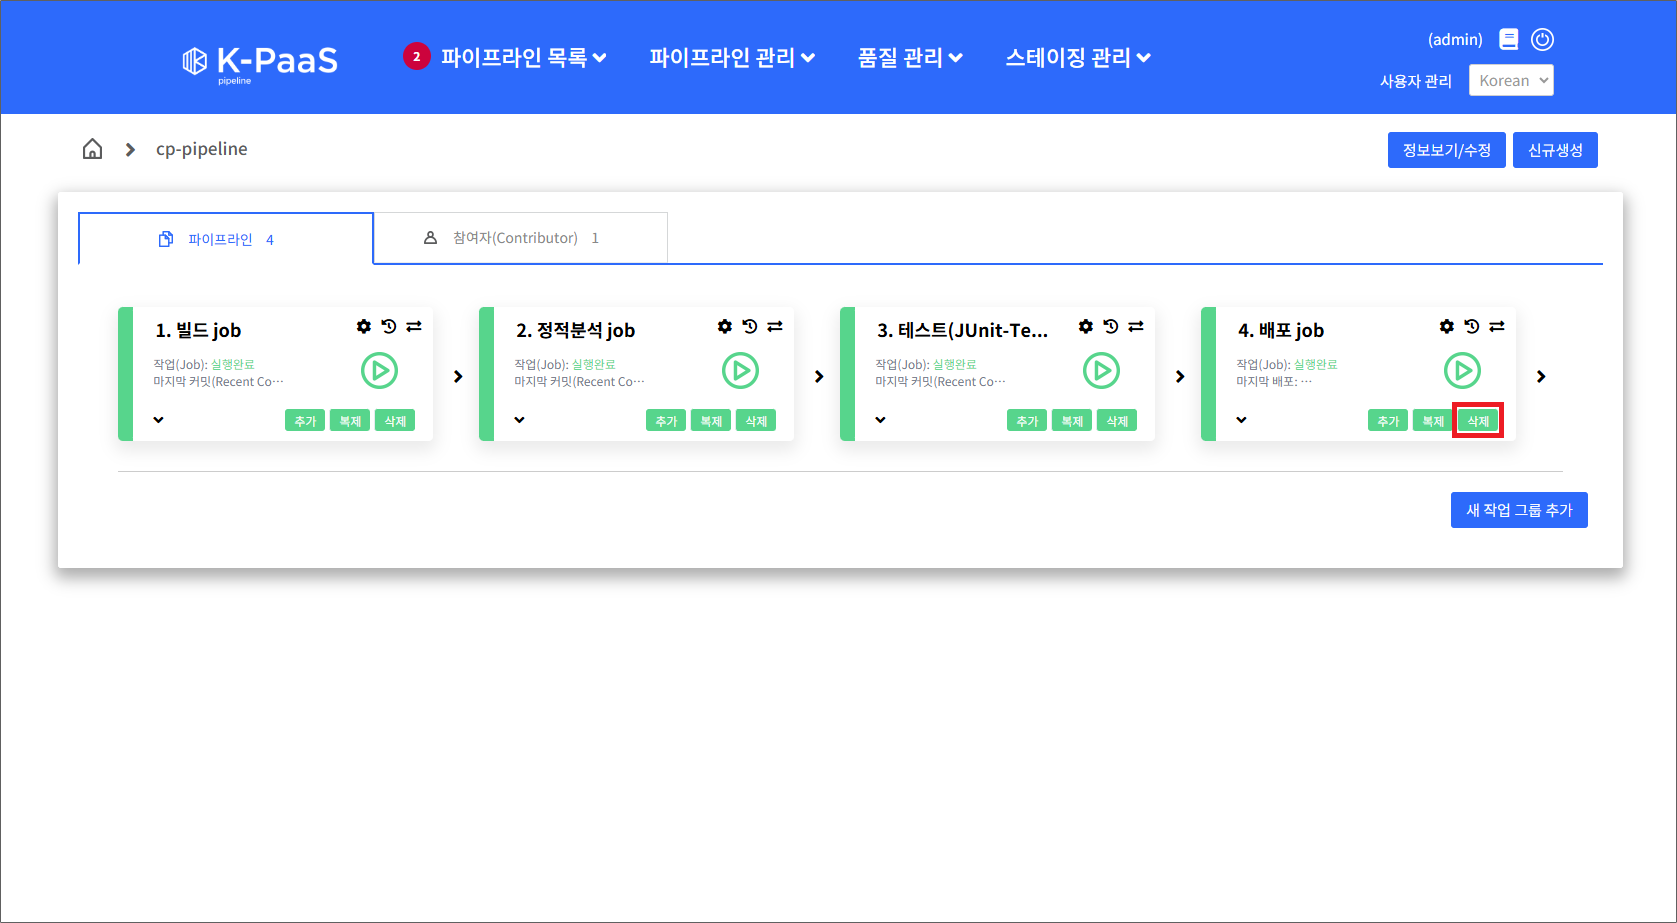 K-PaaS
pipeline
2 파이프라인 목록
파이프라인 관리
품질 관리
스테이징 관리
(admin)
사용자 관리
Korean
cp-pipeline
정보보기/수정
신규생성
파이프라인 4
참여자(Contributor) 1
1. 빌드 job
작업(Job): 실행완료
마지막 커밋(Recent Co···
추가 복제 삭제
2. 정적분석 job
작업(Job): 실행완료
마지막 커밋(Recent Co···
추가 복제 삭제
3. 테스트(JUnit-Te...
작업(Job): 실행완료
마지막 커밋(Recent Co···
추가 복제 삭제
4. 배포 job
작업(Job): 실행완료
마지막 배포: ···
추가 복제 삭제
새 작업 그룹 추가